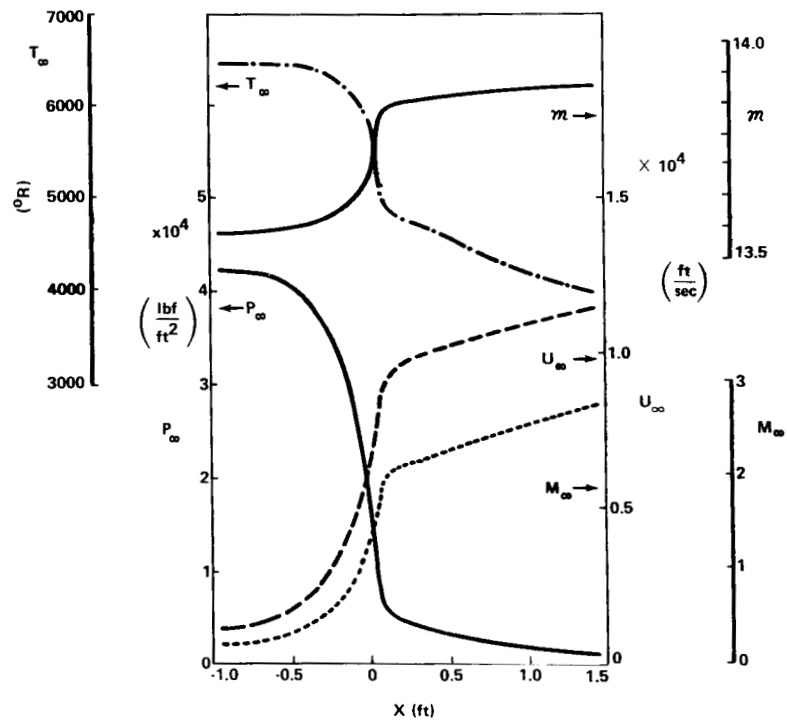 7000
T∞
6000
5000
(°R)
4000
3000
T∞
x10⁴
5
4
3
2
1
0
(lbf/ft²)
P∞
P∞
m
× 10⁴
1.5
(ft/sec)
1.0
U∞
U∞
M∞
0.5
0
14.0
m
13.5
3
M∞
2
1
0
-1.0 -0.5 0 0.5 1.0 1.5
X (ft)